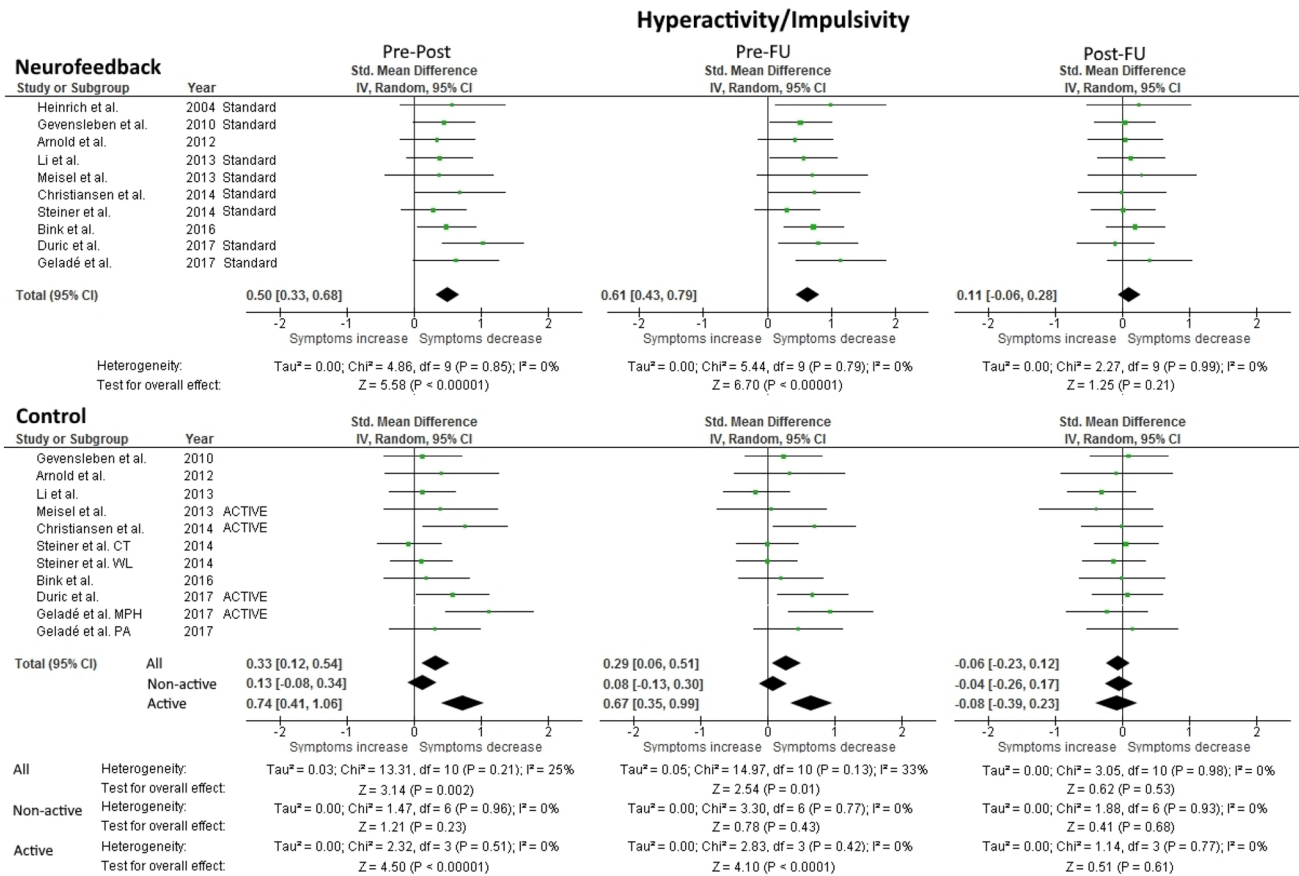 Hyperactivity/Impulsivity
Pre-Post Pre-FU Post-FU
Neurofeedback
Std. Mean Difference Std. Mean Difference Std. Mean Difference
Study or Subgroup Year IV, Random, 95% CI IV, Random, 95% CI IV, Random, 95% CI
Heinrich et al. 2004 Standard
Gevensleben et al. 2010 Standard
Arnold et al. 2012
Li et al. 2013 Standard
Meisel et al. 2013 Standard
Christiansen et al. 2014 Standard
Steiner et al. 2014 Standard
Bink et al. 2016
Duric et al. 2017 Standard
Geladé et al. 2017 Standard
Total (95% CI) 0.50 [0.33, 0.68] 0.61 [0.43, 0.79] 0.11 [-0.06, 0.28]
-2 -1 0 1 2 -2 -1 0 1 2 -2 -1 0 1 2
Symptoms increase Symptoms decrease Symptoms increase Symptoms decrease Symptoms increase Symptoms decrease
Heterogeneity: Tau² = 0.00; Chi² = 4.86, df = 9 (P = 0.85); I² = 0% Tau² = 0.00; Chi² = 5.44, df = 9 (P = 0.79); I² = 0% Tau² = 0.00; Chi² = 2.27, df = 9 (P = 0.99); I² = 0%
Test for overall effect: Z = 5.58 (P < 0.00001) Z = 6.70 (P < 0.00001) Z = 1.25 (P = 0.21)
Control
Std. Mean Difference Std. Mean Difference Std. Mean Difference
Study or Subgroup Year IV, Random, 95% CI IV, Random, 95% CI IV, Random, 95% CI
Gevensleben et al. 2010
Arnold et al. 2012
Li et al. 2013
Meisel et al. 2013 ACTIVE
Christiansen et al. 2014 ACTIVE
Steiner et al. CT 2014
Steiner et al. WL 2014
Bink et al. 2016
Duric et al. 2017 ACTIVE
Geladé et al. MPH 2017 ACTIVE
Geladé et al. PA 2017
Total (95% CI) All 0.33 [0.12, 0.54] 0.29 [0.06, 0.51] -0.06 [-0.23, 0.12]
Non-active 0.13 [-0.08, 0.34] 0.08 [-0.13, 0.30] -0.04 [-0.26, 0.17]
Active 0.74 [0.41, 1.06] 0.67 [0.35, 0.99] -0.08 [-0.39, 0.23]
-2 -1 0 1 2 -2 -1 0 1 2 -2 -1 0 1 2
Symptoms increase Symptoms decrease Symptoms increase Symptoms decrease Symptoms increase Symptoms decrease
All Heterogeneity: Tau² = 0.03; Chi² = 13.31, df = 10 (P = 0.21); I² = 25% Tau² = 0.05; Chi² = 14.97, df = 10 (P = 0.13); I² = 33% Tau² = 0.00; Chi² = 3.05, df = 10 (P = 0.98); I² = 0%
Test for overall effect: Z = 3.14 (P = 0.002) Z = 2.54 (P = 0.01) Z = 0.62 (P = 0.53)
Non-active Heterogeneity: Tau² = 0.00; Chi² = 1.47, df = 6 (P = 0.96); I² = 0% Tau² = 0.00; Chi² = 3.30, df = 6 (P = 0.77); I² = 0% Tau² = 0.00; Chi² = 1.88, df = 6 (P = 0.93); I² = 0%
Test for overall effect: Z = 1.21 (P = 0.23) Z = 0.78 (P = 0.43) Z = 0.41 (P = 0.68)
Active Heterogeneity: Tau² = 0.00; Chi² = 2.32, df = 3 (P = 0.51); I² = 0% Tau² = 0.00; Chi² = 2.83, df = 3 (P = 0.42); I² = 0% Tau² = 0.00; Chi² = 1.14, df = 3 (P = 0.77); I² = 0%
Test for overall effect: Z = 4.50 (P < 0.00001) Z = 4.10 (P < 0.0001) Z = 0.51 (P = 0.61)